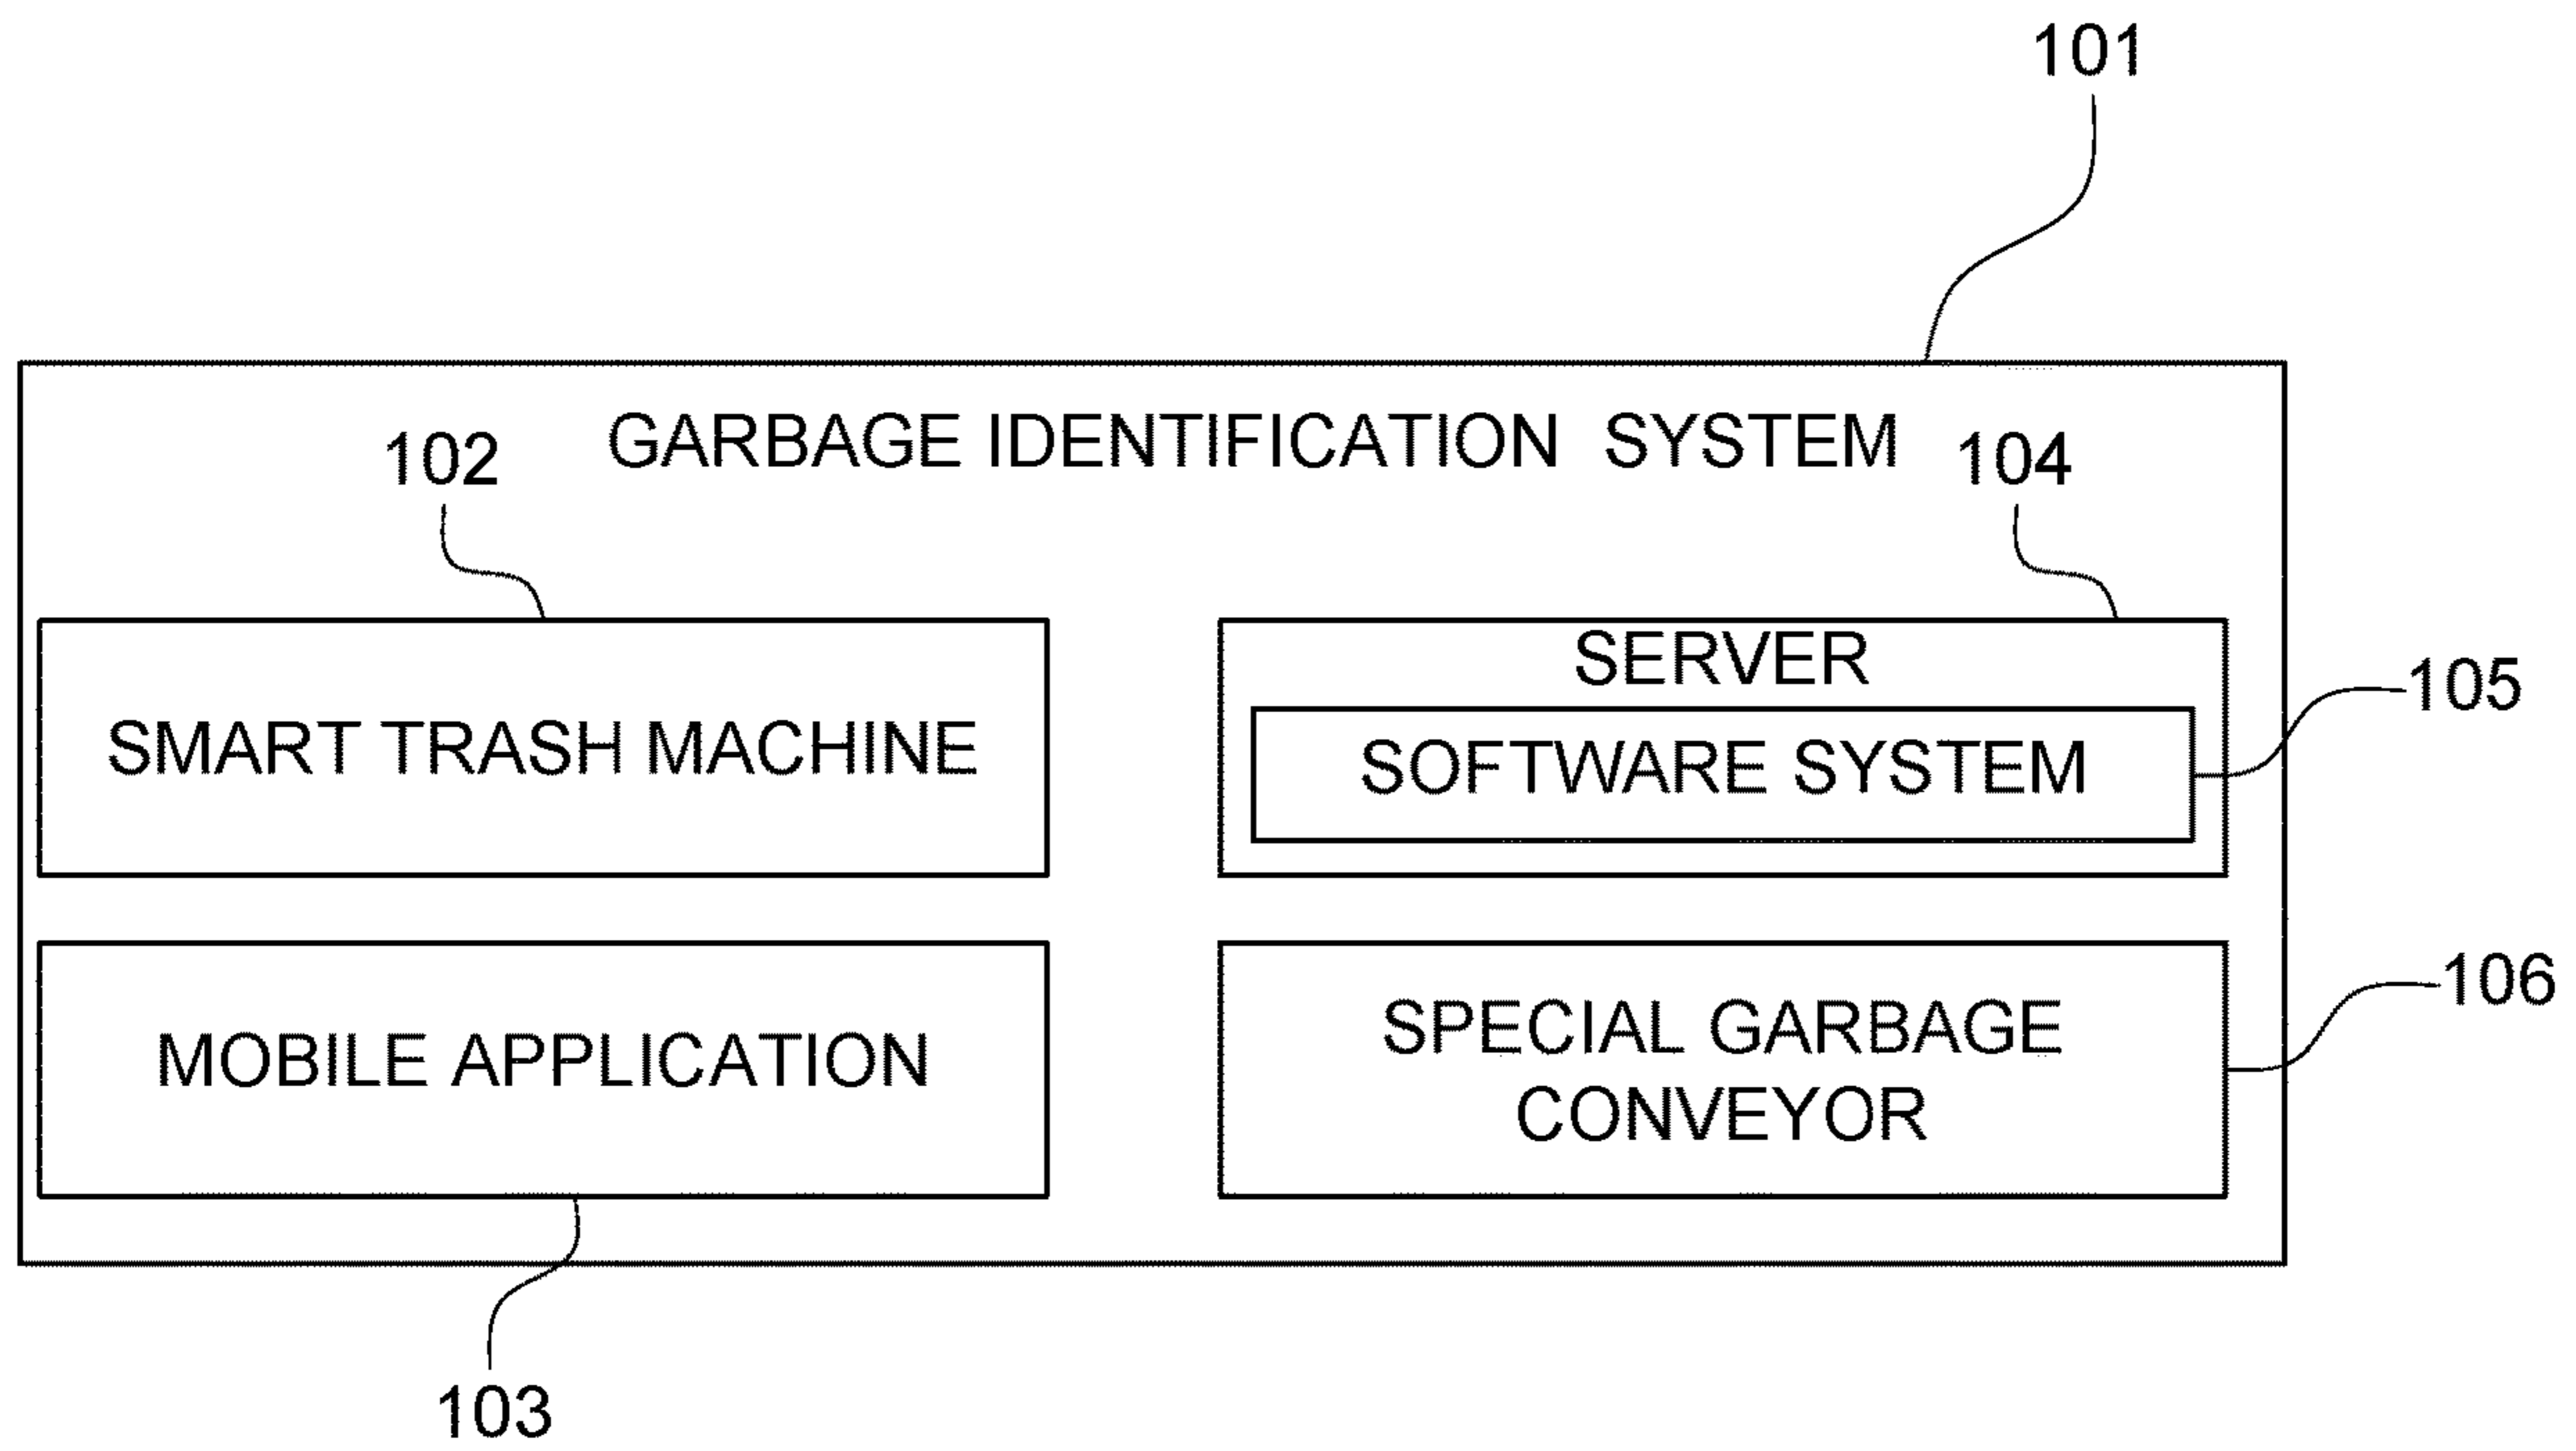 101
GARBAGE IDENTIFICATION SYSTEM
102
104
SERVER
105
SMART TRASH MACHINE
SOFTWARE SYSTEM
106
MOBILE APPLICATION
SPECIAL GARBAGE
CONVEYOR
103